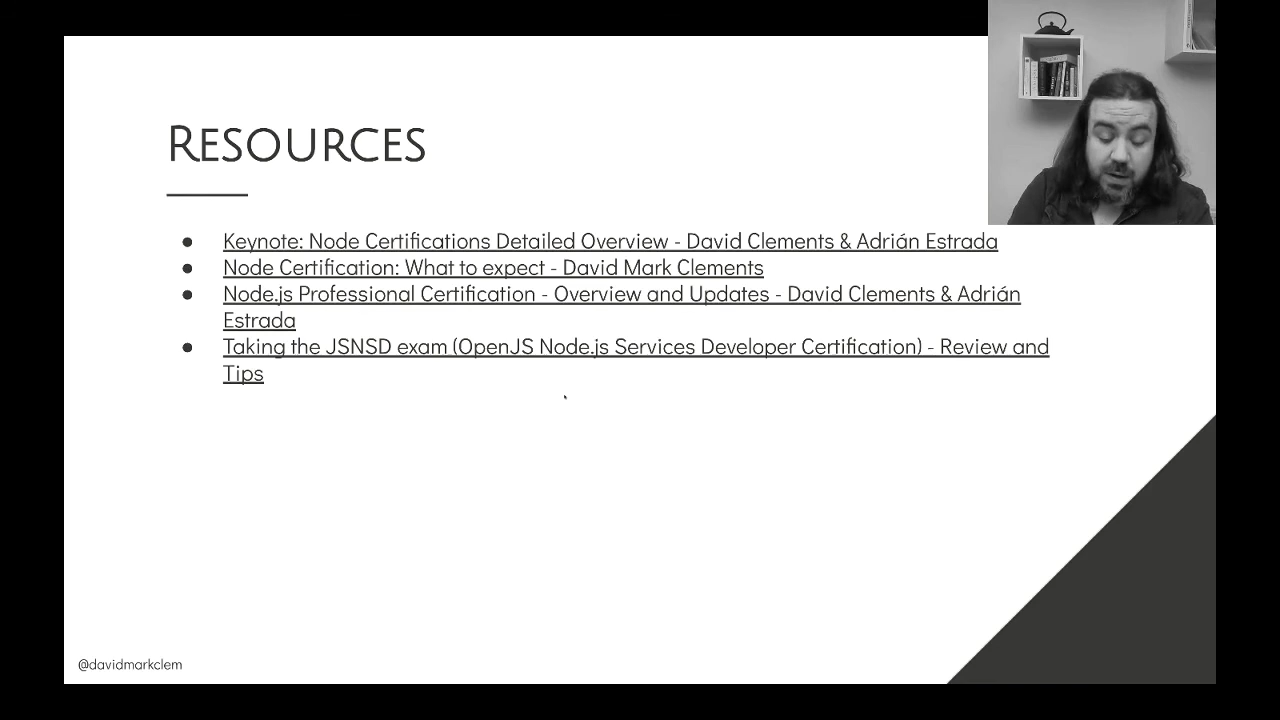 RESOURCES
● Keynote: Node Certifications Detailed Overview - David Clements & Adrián Estrada
● Node Certification: What to expect - David Mark Clements
● Node.js Professional Certification - Overview and Updates - David Clements & Adrián
Estrada
● Taking the JSNSD exam (OpenJS Node.js Services Developer Certification) - Review and
Tips
@davidmarkclem